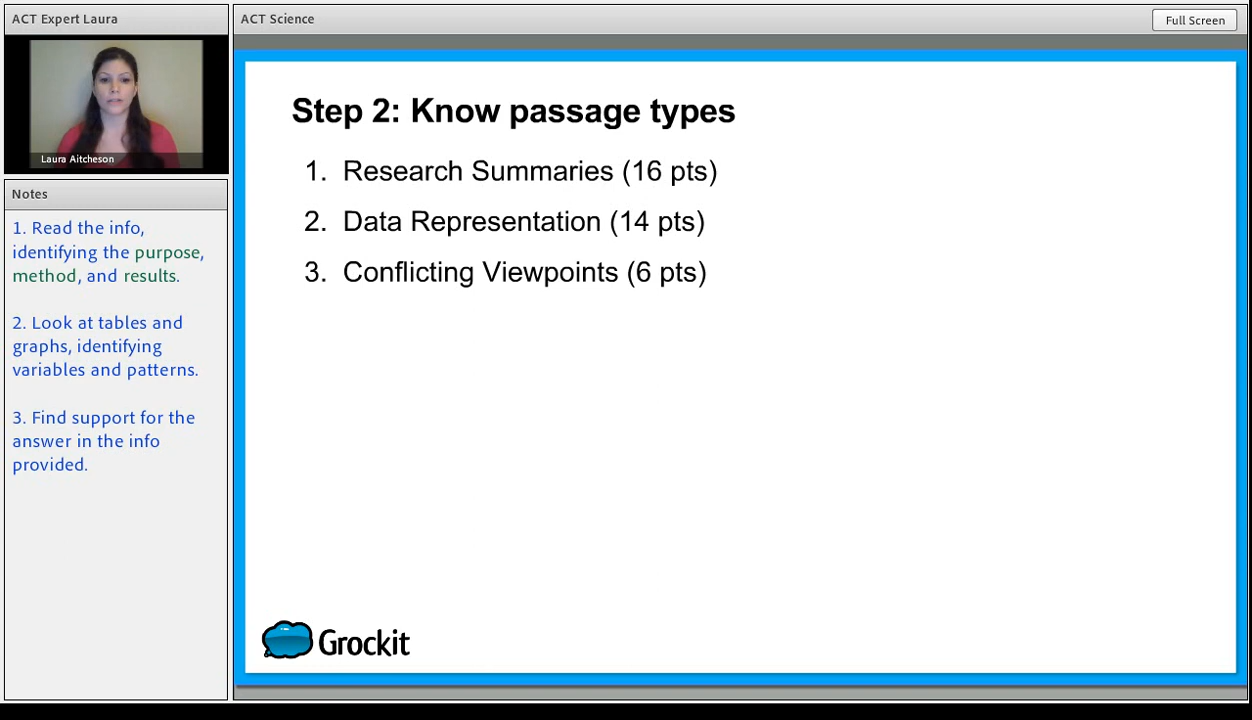 ACT Expert Laura
Laura Aitcheson
Notes
1. Read the info,
identifying the purpose,
method, and results.
2. Look at tables and
graphs, identifying
variables and patterns.
3. Find support for the
answer in the info
provided.
ACT Science
Full Screen
Step 2: Know passage types
1. Research Summaries (16 pts)
2. Data Representation (14 pts)
3. Conflicting Viewpoints (6 pts)
Grockit